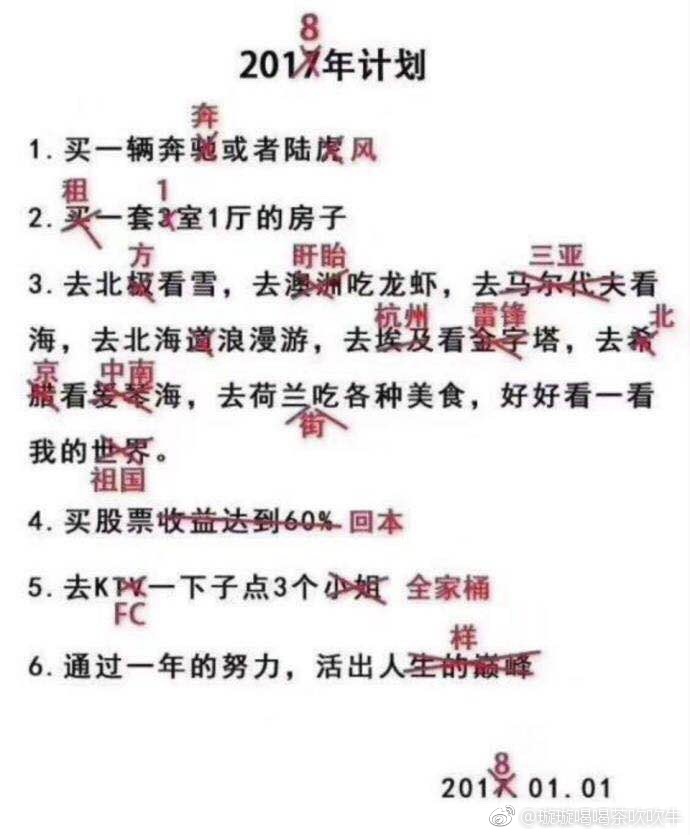 8
2017年计划
奔
1.买一辆奔驰或者陆虎风
租 1
2.买一套3室1厅的房子
方 盱眙 三亚
3.去北极看雪，去澳洲吃龙虾，去马尔代夫看
杭州 雷锋 北
海，去北海道浪漫游，去埃及看金字塔，去希
京 中南
腊看爱琴海，去荷兰吃各种美食，好好看一看
街
我的世界。
祖国
4.买股票收益达到60% 回本
5.去KTV一下子点3个小姐 全家桶
FC
样
6.通过一年的努力，活出人生的巅峰
8
2017.01.01
@璇璇喝喝茶吹吹牛